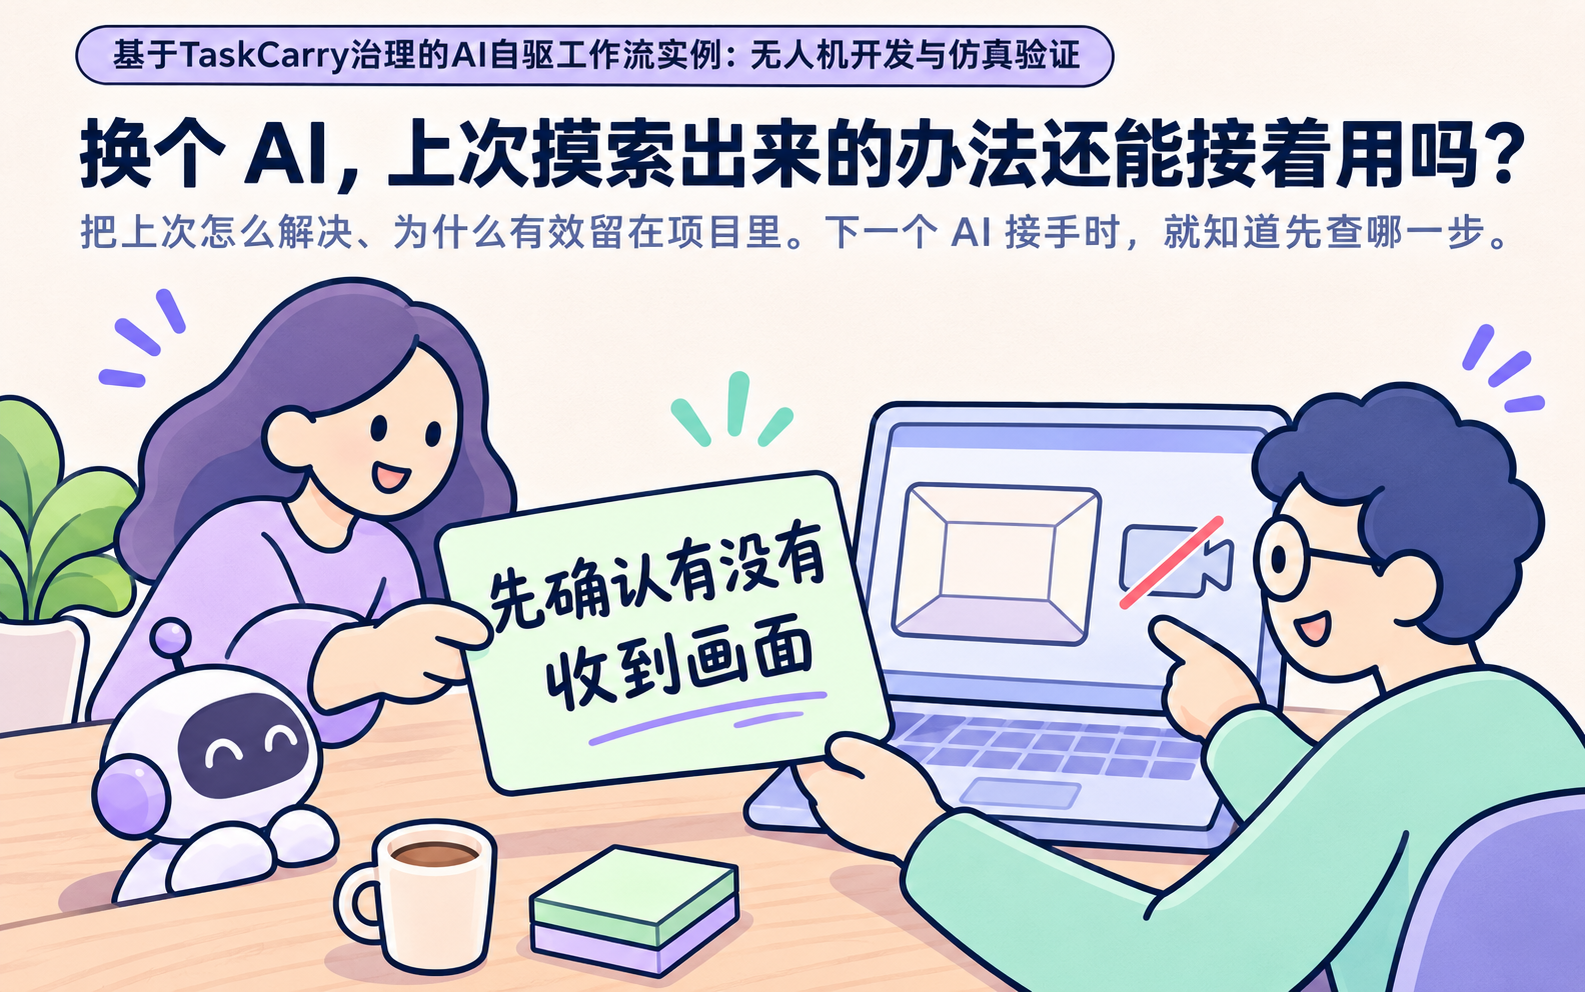 基于TaskCarry治理的AI自驱工作流实例：无人机开发与仿真验证
换个 AI，上次摸索出来的办法还能接着用吗？
把上次怎么解决、为什么有效留在项目里。下一个 AI 接手时，就知道先查哪一步。
先确认有没有
收到画面